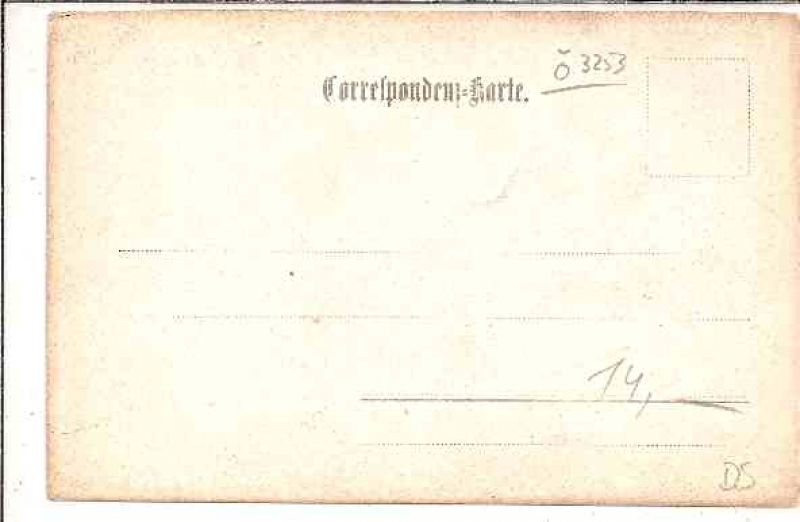 Correspondenz-Karte.
Ö 3253
14,
DS